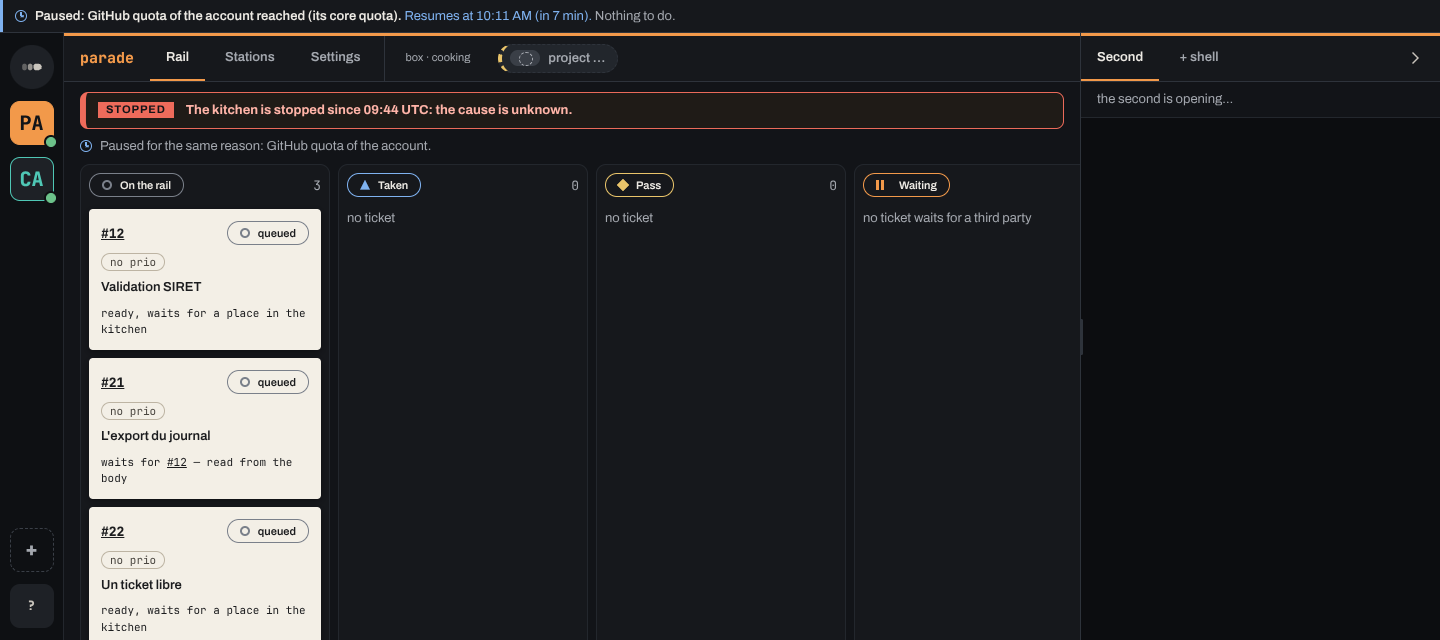 Paused: GitHub quota of the account reached (its core quota). Resumes at 10:11 AM (in 7 min). Nothing to do.
parade
Rail
Stations
Settings
box · cooking
project ...
Second
+ shell
PA
CA
STOPPED The kitchen is stopped since 09:44 UTC: the cause is unknown.
the second is opening...
Paused for the same reason: GitHub quota of the account.
On the rail 3
Taken 0
Pass 0
Waiting
#12 queued
no prio
Validation SIRET
ready, waits for a place in the
kitchen
#21 queued
no prio
L'export du journal
waits for #12 — read from the
body
#22 queued
no prio
Un ticket libre
ready, waits for a place in the
kitchen
no ticket
no ticket
no ticket waits for a third party
+
?